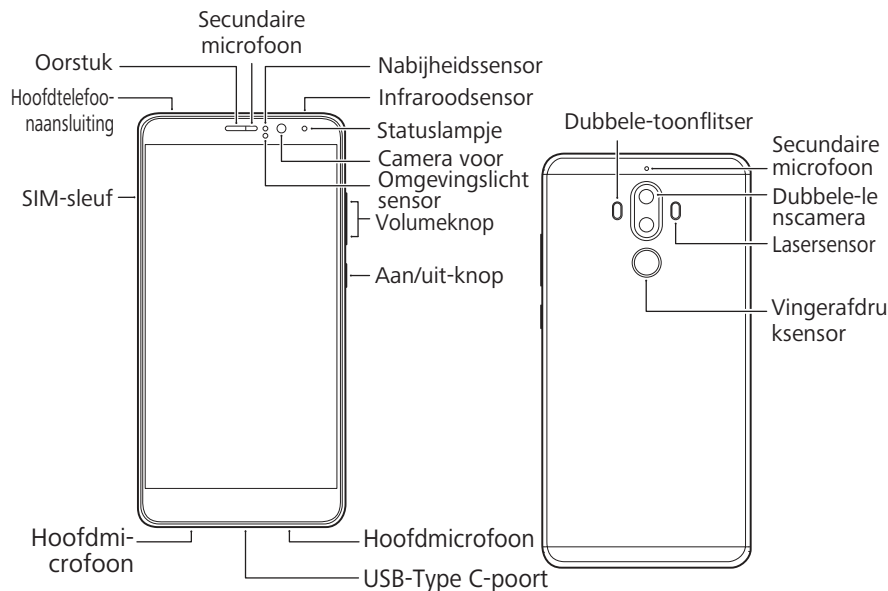 Secundaire
microfoon
Oorstuk
Nabijheidssensor
Hoofdtelefoo-
naansluiting
Infraroodsensor
Statuslampje
Camera voor
Omgevingslicht
sensor
SIM-sleuf
Volumeknop
Aan/uit-knop
Hoofdmi-
crofoon
Hoofdmicrofoon
USB-Type C-poort
Dubbele-toonflitser
Secundaire
microfoon
Dubbele-le
nscamera
Lasersensor
Vingerafdru
ksensor